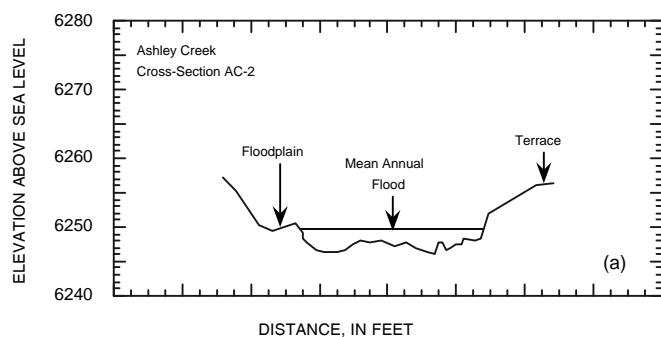 ELEVATION ABOVE SEA LEVEL
6280
6270
6260
6250
6240
Ashley Creek
Cross-Section AC-2
Floodplain
Mean Annual
Flood
Terrace
(a)
DISTANCE, IN FEET